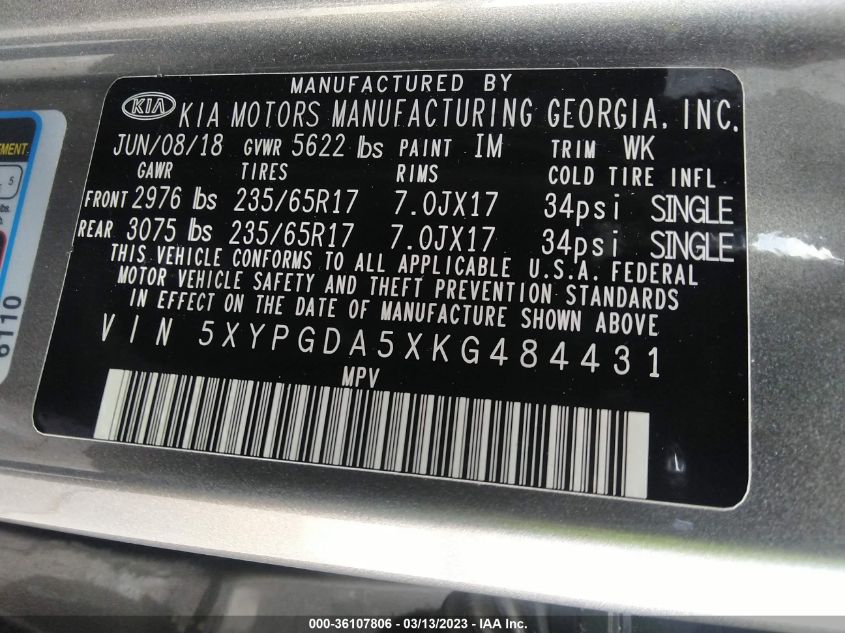 MANUFACTURED BY
KIA KIA MOTORS MANUFACTURING GEORGIA, INC.
JUN/08/18 GVWR 5622 lbs PAINT IM TRIM WK
GAWR TIRES RIMS COLD TIRE INFL
FRONT 2976 lbs 235/65R17 7.0JX17 34psi SINGLE
REAR 3075 lbs 235/65R17 7.0JX17 34psi SINGLE
THIS VEHICLE CONFORMS TO ALL APPLICABLE U.S.A. FEDERAL
MOTOR VEHICLE SAFETY AND THEFT PREVENTION STANDARDS
IN EFFECT ON THE DATE OF MANUFACTURE SHOWN ABOVE
VIN 5XYPGDA5XKG484431
MPV
5
6110
000-36107806 - 03/13/2023 - IAAI Inc.